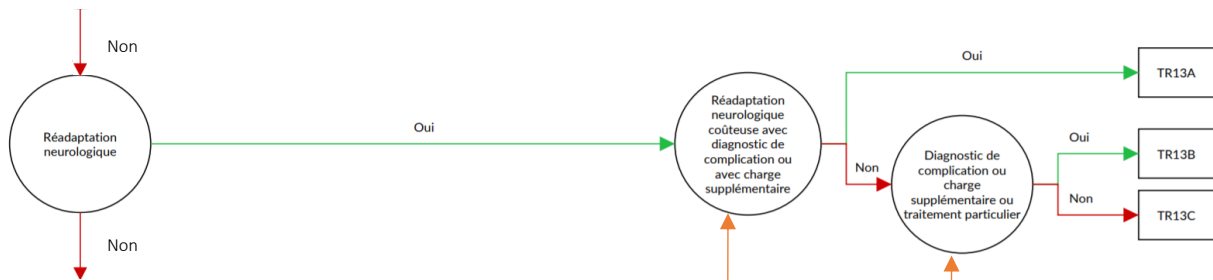 Non
Réadaptation
neurologique
Non
Oui
Réadaptation
neurologique
coûteuse avec
diagnostic de
complication ou
avec charge
supplémentaire
Oui
TR13A
Non
Diagnostic de
complication ou
charge
supplémentaire ou
traitement particulier
Oui
TR13B
Non
TR13C